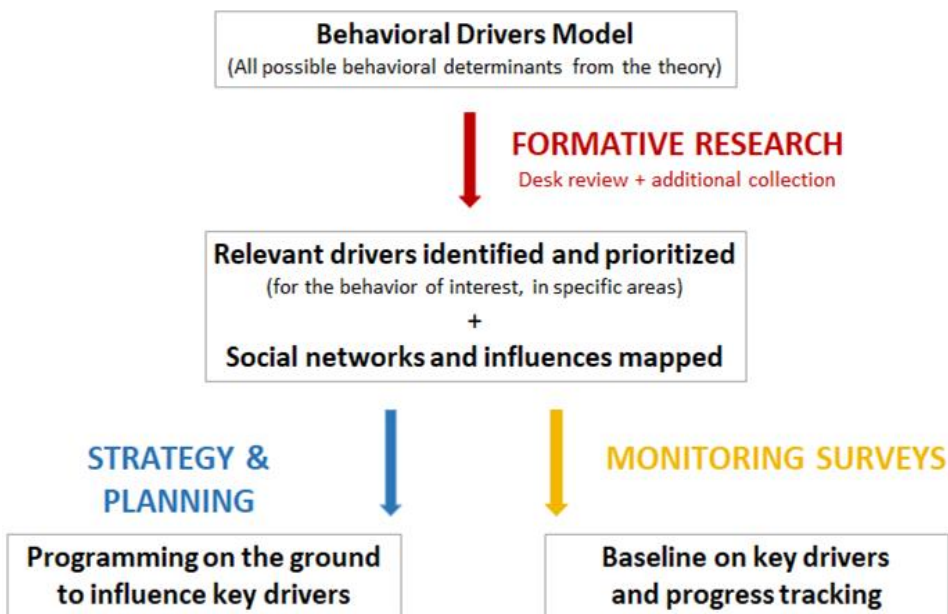 Behavioral Drivers Model
(All possible behavioral determinants from the theory)
FORMATIVE RESEARCH
Desk review + additional collection
Relevant drivers identified and prioritized
(for the behavior of interest, in specific areas)
+
Social networks and influences mapped
STRATEGY &
PLANNING
MONITORING SURVEYS
Programming on the ground
to influence key drivers
Baseline on key drivers
and progress tracking